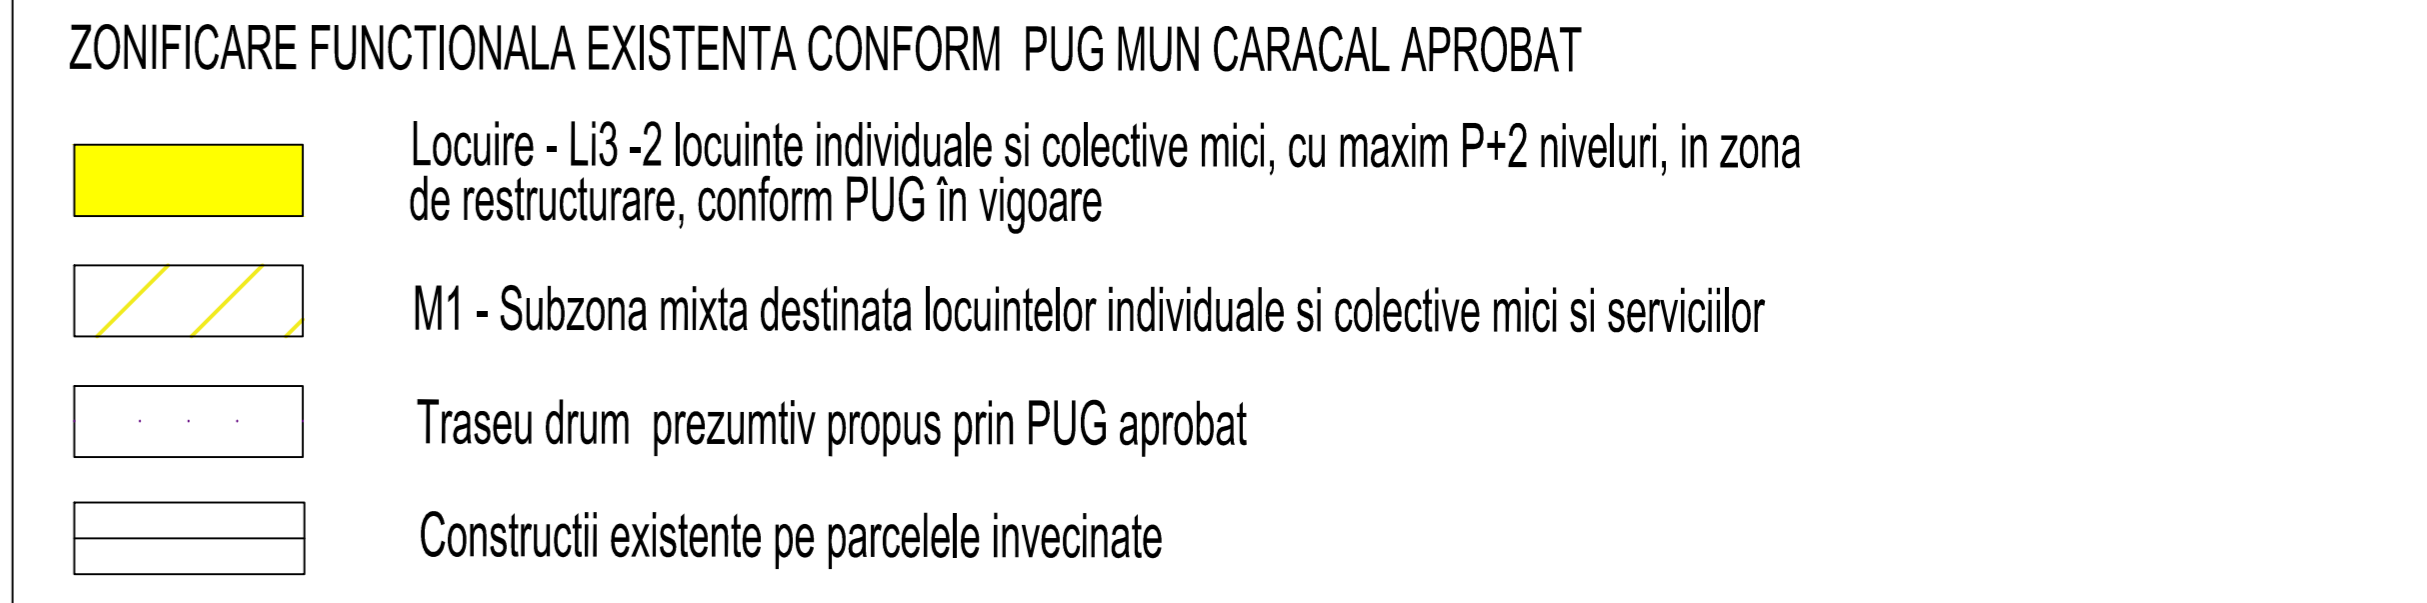 ZONIFICARE FUNCTIONALA EXISTENTA CONFORM PUG MUN CARACAL APROBAT
Locuire - Li3 -2 locuinte individuale si colective mici, cu maxim P+2 niveluri, in zona
de restructurare, conform PUG în vigoare
M1 - Subzona mixta destinata locuintelor individuale si colective mici si serviciilor
Traseu drum prezumtiv propus prin PUG aprobat
Constructii existente pe parcelele invecinate